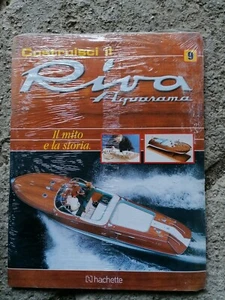 Costruisci il
9
Riva
Aquarama
Il mito
e la storia.
hachette